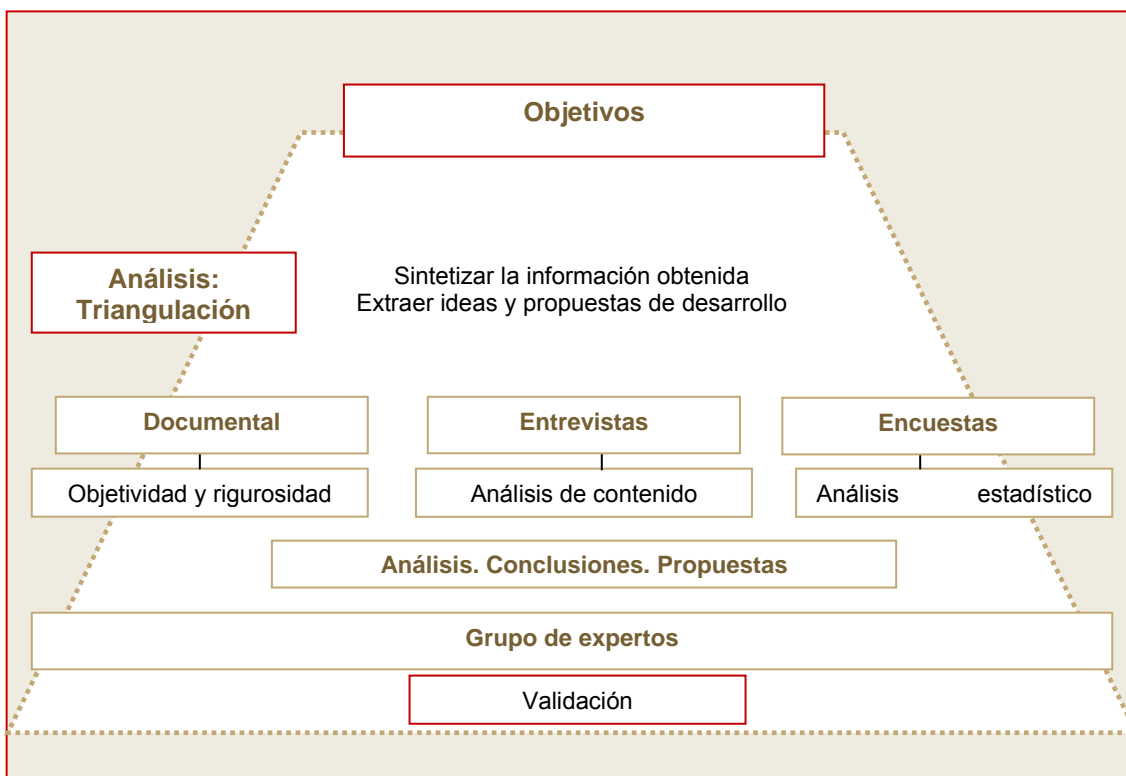 Objetivos
Análisis:
Triangulación
Sintetizar la información obtenida
Extraer ideas y propuestas de desarrollo
Documental
Entrevistas
Encuestas
Objetividad y rigurosidad
Análisis de contenido
Análisis estadístico
Análisis. Conclusiones. Propuestas
Grupo de expertos
Validación